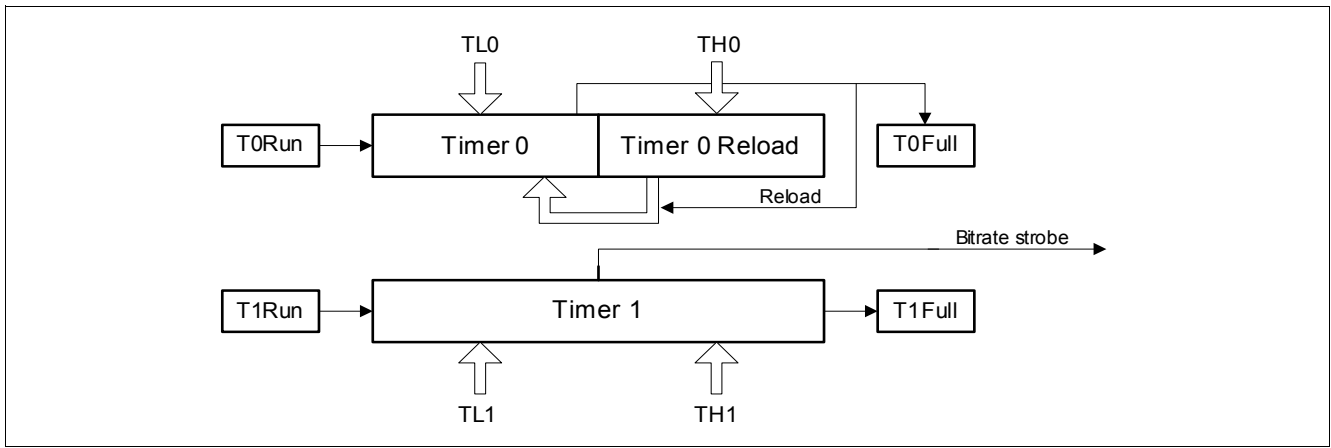 TL0
TH0
T0Run
Timer 0
Timer 0 Reload
T0Full
Reload
Bitrate strobe
T1Run
Timer 1
T1Full
TL1
TH1